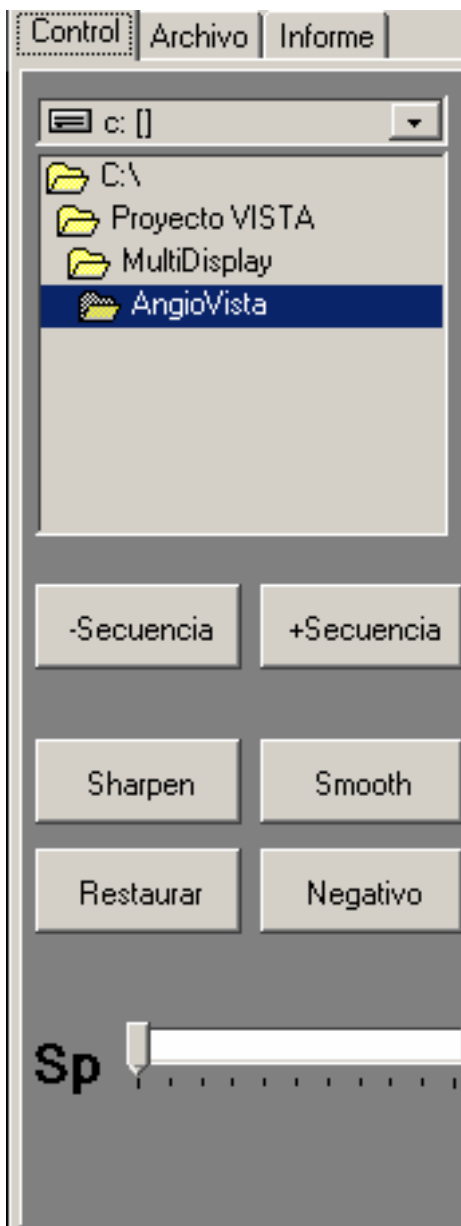 Control Archivo Informe
c: []
C:\
Proyecto VISTA
MultiDisplay
AngioVista
-Secuencia +Secuencia
Sharpen Smooth
Restaurar Negativo
Sp